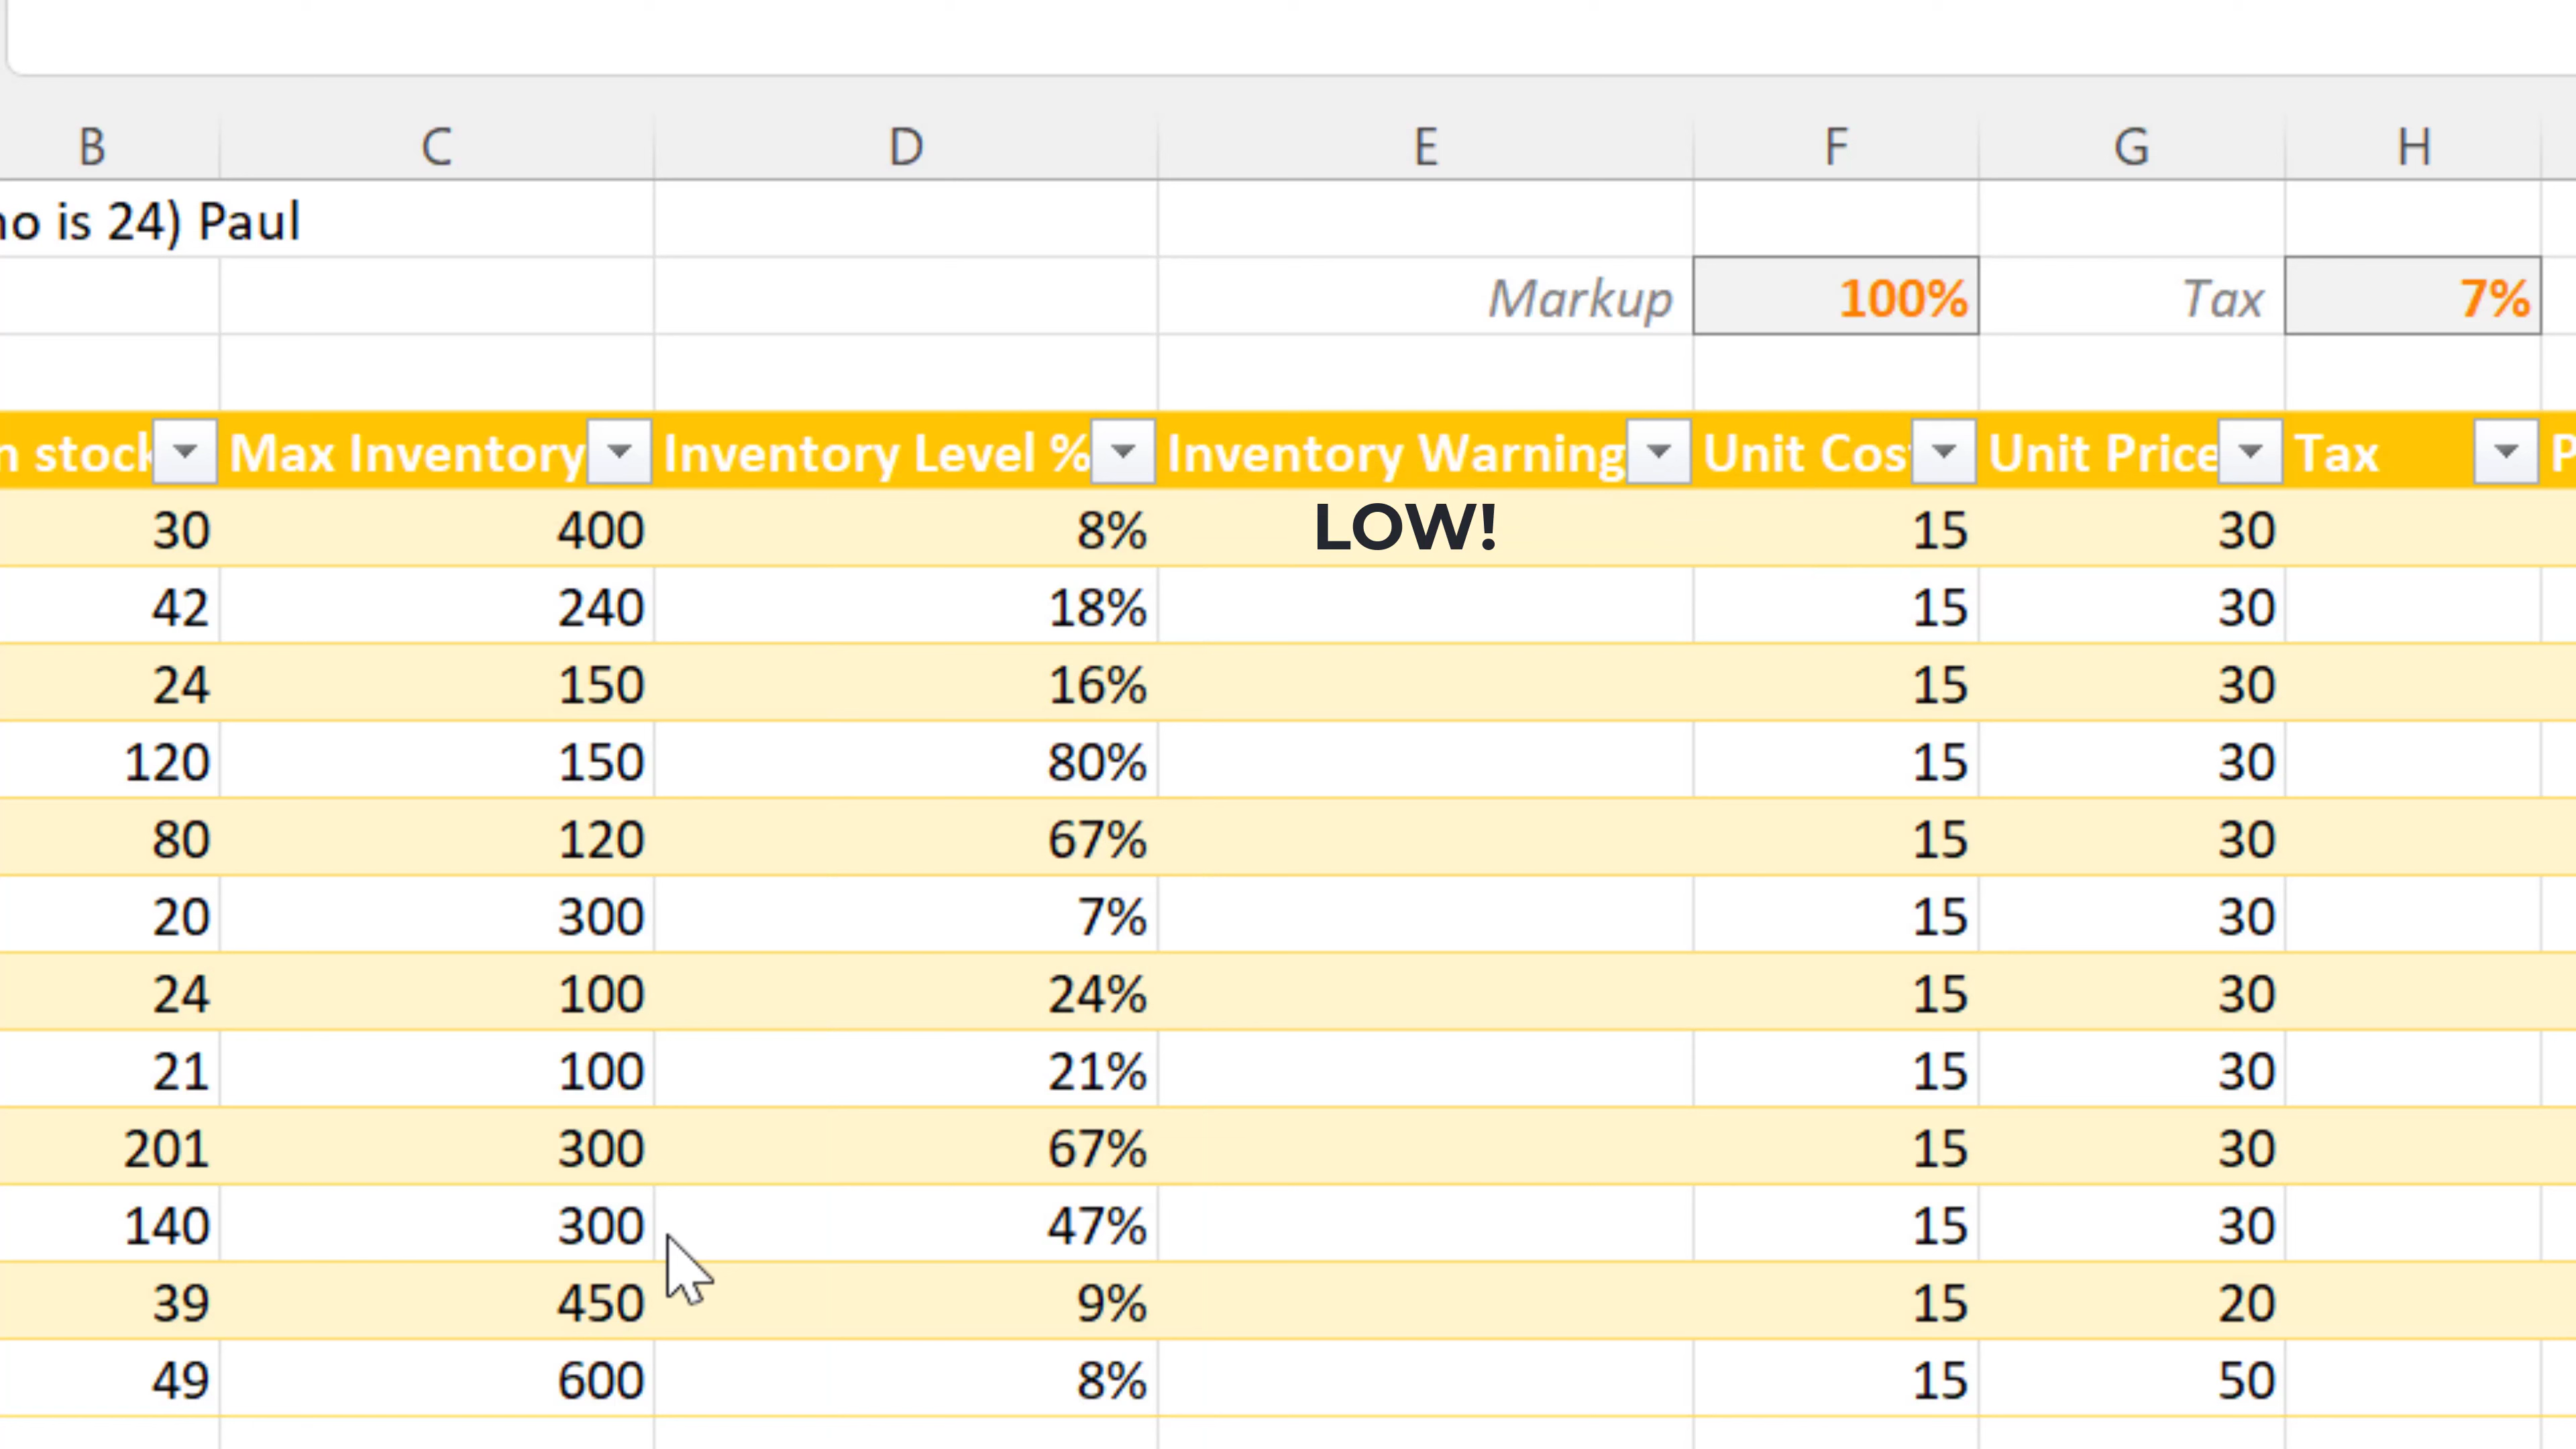 B C D E F G H
no is 24) Paul
Markup 100% Tax 7%
n stock Max Inventory Inventory Level % Inventory Warning Unit Cos Unit Price Tax P
30 400 8% LOW! 15 30
42 240 18% 15 30
24 150 16% 15 30
120 150 80% 15 30
80 120 67% 15 30
20 300 7% 15 30
24 100 24% 15 30
21 100 21% 15 30
201 300 67% 15 30
140 300 47% 15 30
39 450 9% 15 20
49 600 8% 15 50